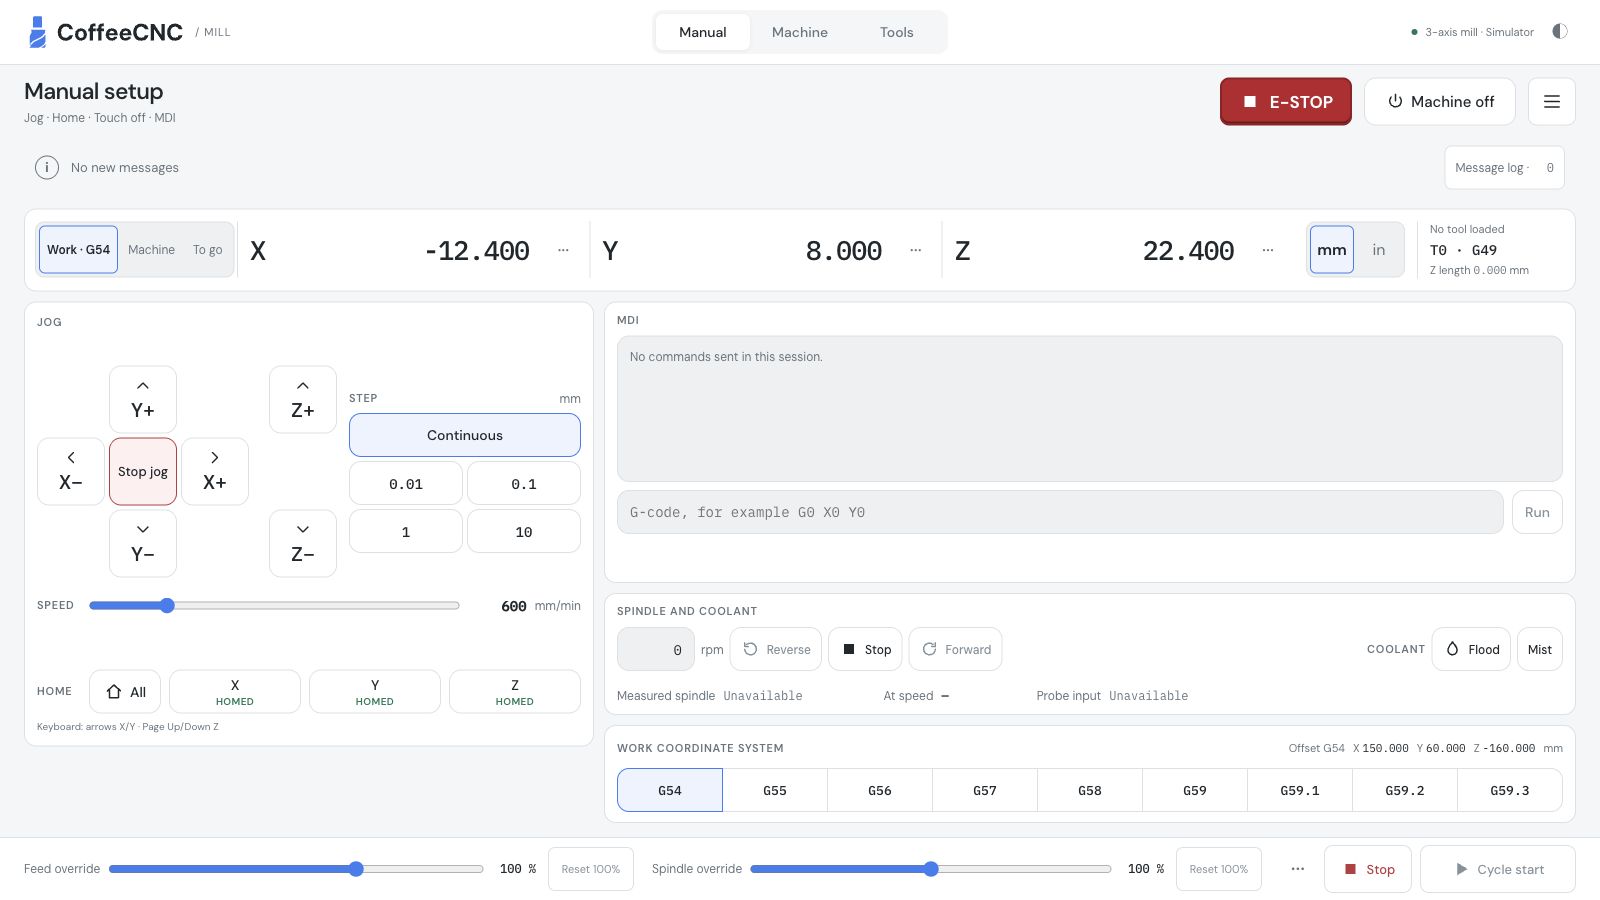 CoffeeCNC / MILL
Manual Machine Tools
3-axis mill · Simulator
Manual setup
Jog · Home · Touch off · MDI
E-STOP
Machine off
i No new messages
Message log · 0
Work · G54 Machine To go
X -12.400 ···
Y 8.000 ···
Z 22.400 ···
mm in
No tool loaded
T0 · G49
Z length 0.000 mm
JOG
Y+
Z+
X−
Stop jog
X+
Y−
Z−
STEP mm
Continuous
0.01 0.1
1 10
SPEED 600 mm/min
HOME All
X
HOMED
Y
HOMED
Z
HOMED
Keyboard: arrows X/Y · Page Up/Down Z
MDI
No commands sent in this session.
G-code, for example G0 X0 Y0
Run
SPINDLE AND COOLANT
0 rpm Reverse Stop Forward
COOLANT Flood Mist
Measured spindle Unavailable At speed — Probe input Unavailable
WORK COORDINATE SYSTEM
Offset G54 X 150.000 Y 60.000 Z -160.000 mm
G54 G55 G56 G57 G58 G59 G59.1 G59.2 G59.3
Feed override 100 % Reset 100%
Spindle override 100 % Reset 100%
··· Stop Cycle start